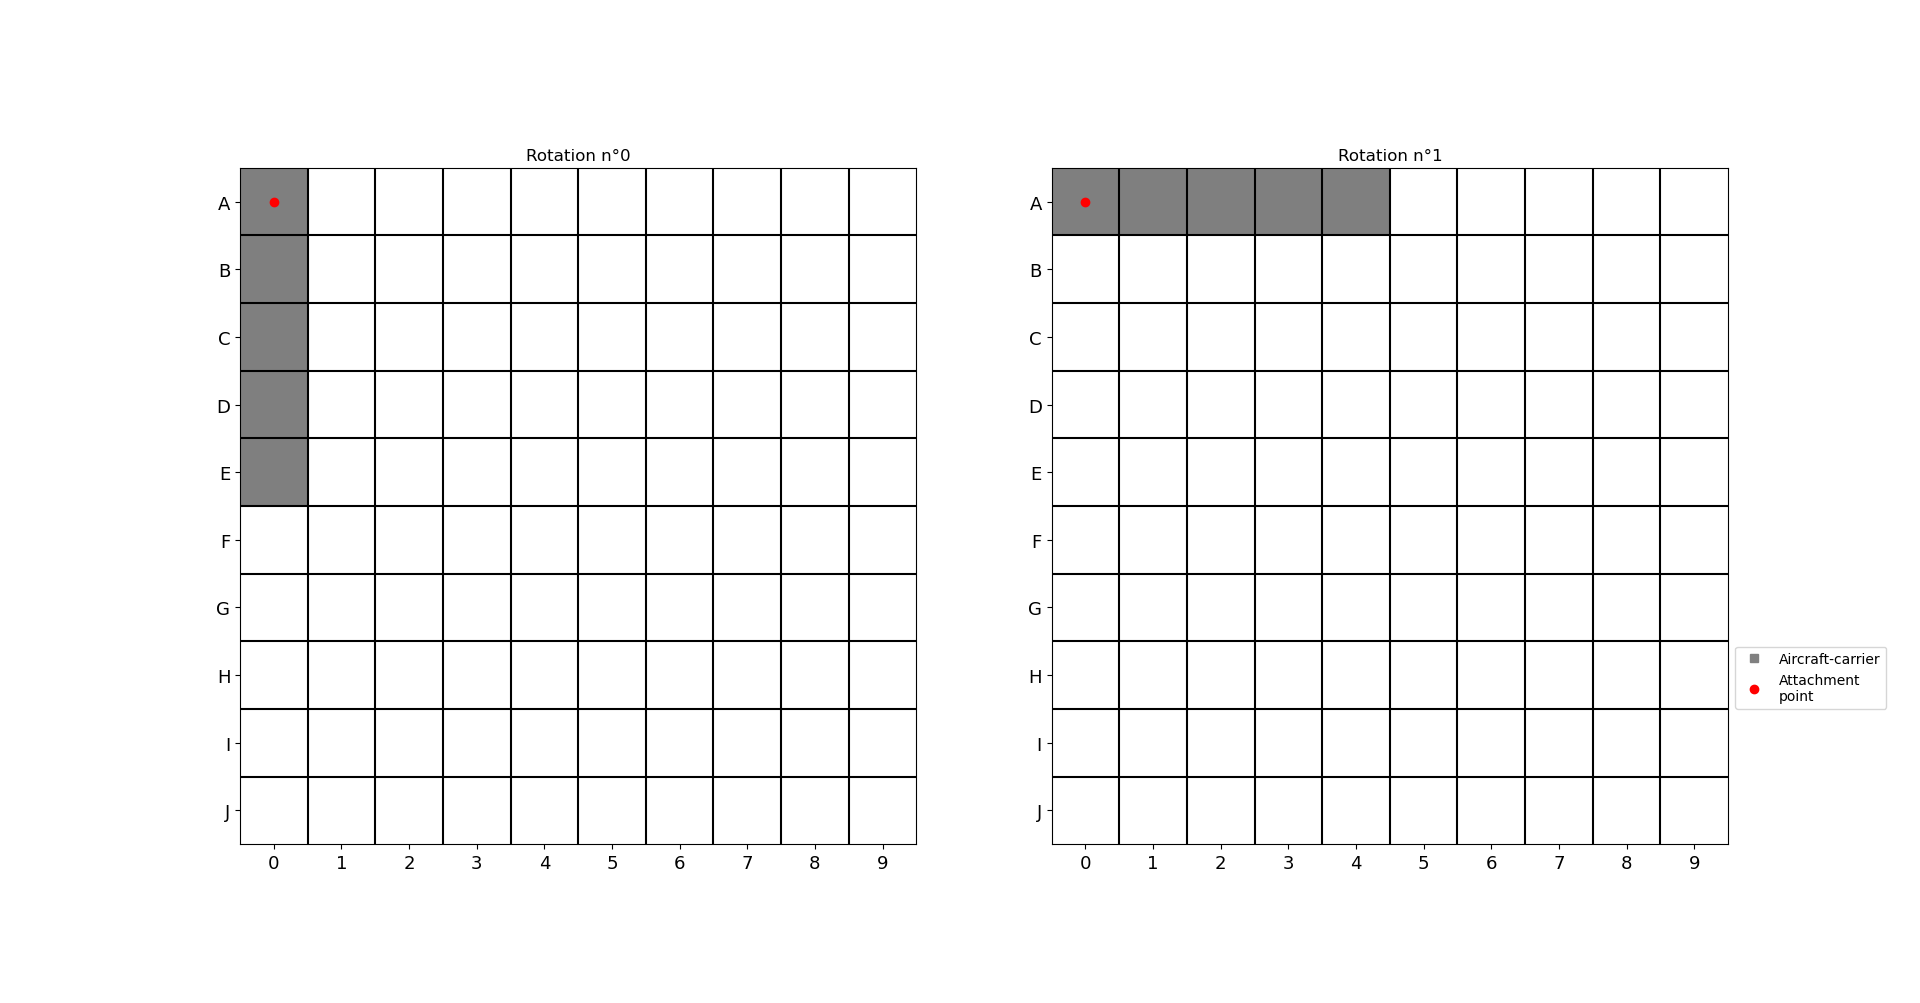 Rotation n°0
A
B
C
D
E
F
G
H
I
J
0 1 2 3 4 5 6 7 8 9
Rotation n°1
A
B
C
D
E
F
G
H
I
J
0 1 2 3 4 5 6 7 8 9
Aircraft-carrier
Attachment
point